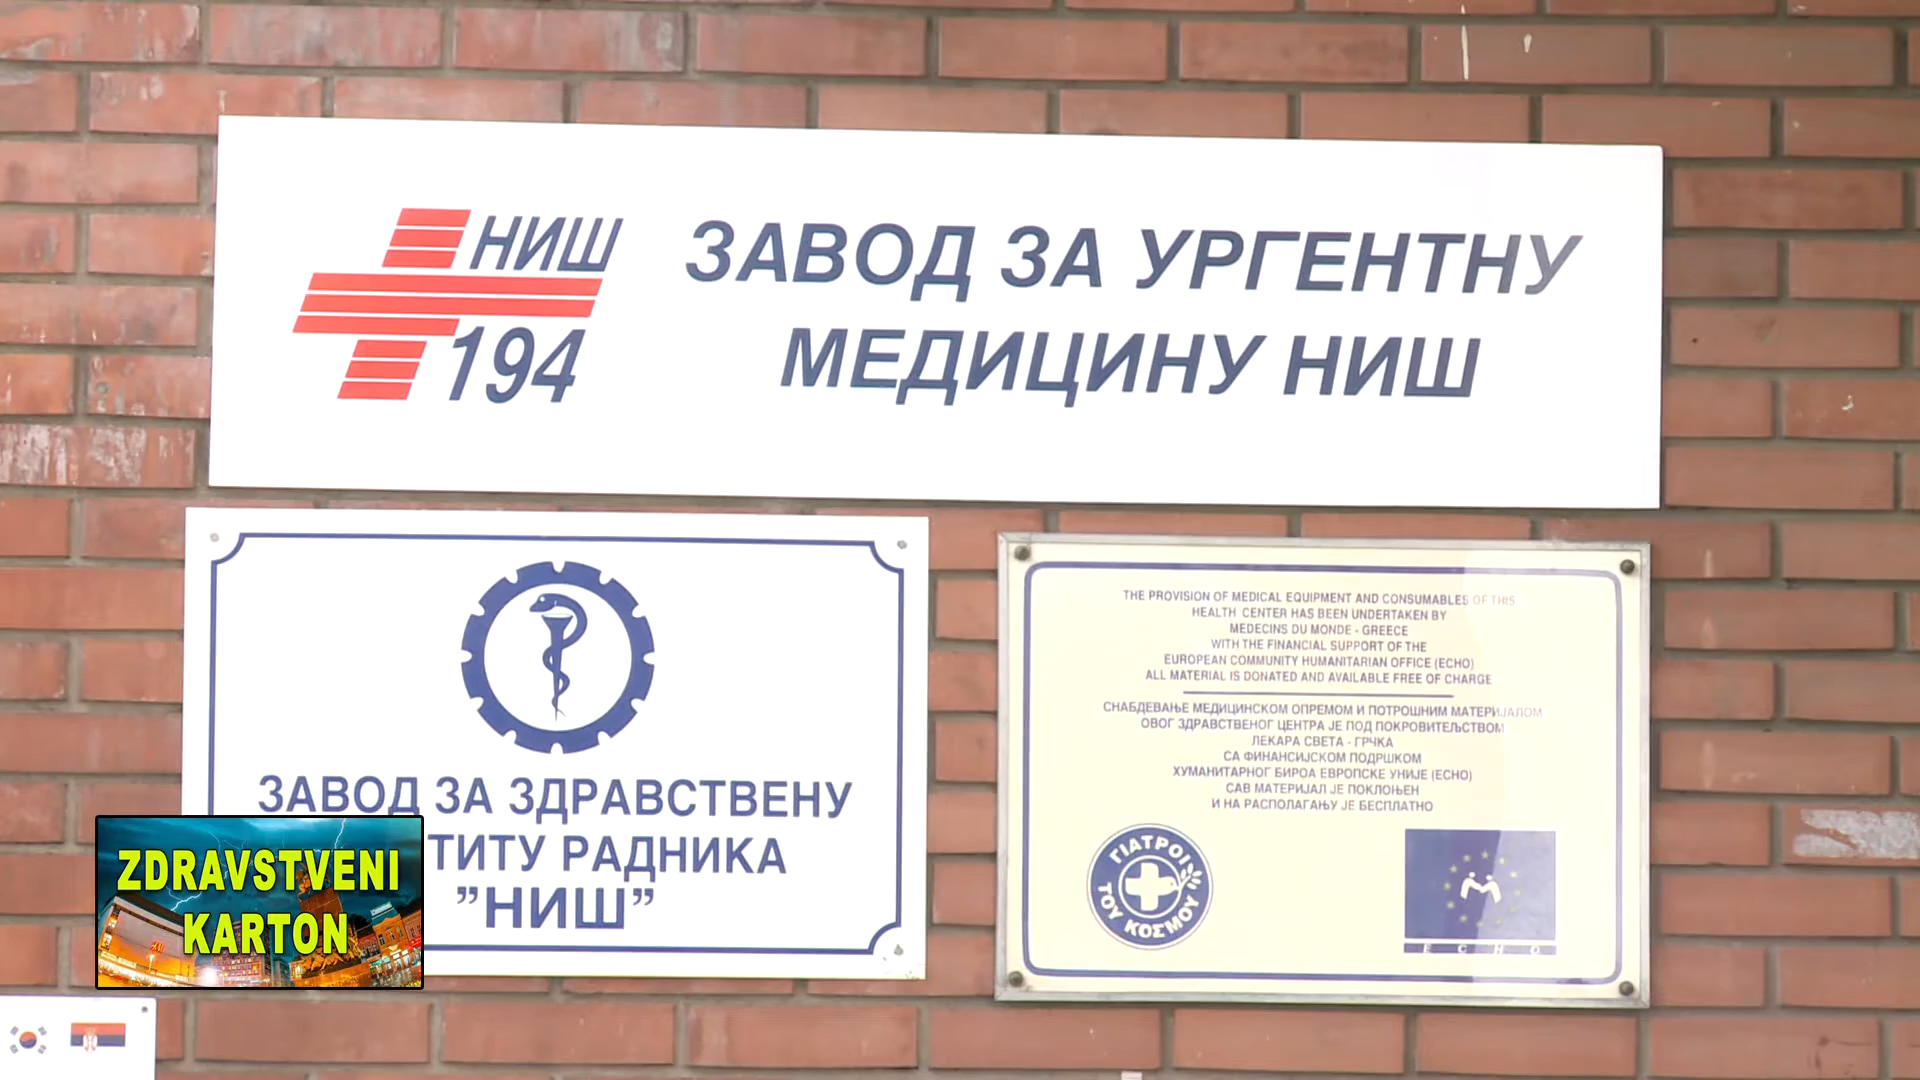 НИШ
194
ЗАВОД ЗА УРГЕНТНУ
МЕДИЦИНУ НИШ
ЗАВОД ЗА ЗДРАВСТВЕНУ
ТИТУ РАДНИКА
”НИШ”
THE PROVISION OF MEDICAL EQUIPMENT AND CONSUMABLES OF THIS
HEALTH CENTER HAS BEEN UNDERTAKEN BY
MEDECINS DU MONDE - GREECE
WITH THE FINANCIAL SUPPORT OF THE
EUROPEAN COMMUNITY HUMANITARIAN OFFICE (ECHO)
ALL MATERIAL IS DONATED AND AVAILABLE FREE OF CHARGE
СНАБДЕВАЊЕ МЕДИЦИНСКОМ ОПРЕМОМ И ПОТРОШНИМ МАТЕРИЈАЛОМ
ОВОГ ЗДРАВСТВЕНОГ ЦЕНТРА ЈЕ ПОД ПОКРОВИТЕЉСТВОМ
ЛЕКАРА СВЕТА - ГРЧКА
СА ФИНАНСИЈСКОМ ПОДРШКОМ
ХУМАНИТАРНОГ БИРОА ЕВРОПСКЕ УНИЈЕ (ECHO)
САВ МАТЕРИЈАЛ ЈЕ ПОКЛОЊЕН
И НА РАСПОЛАГАЊУ ЈЕ БЕСПЛАТНО
ΓΙΑΤΡΟΙ
ΤΟΥ ΚΟΣΜΟΥ
ECHO
ZDRAVSTVENI
KARTON